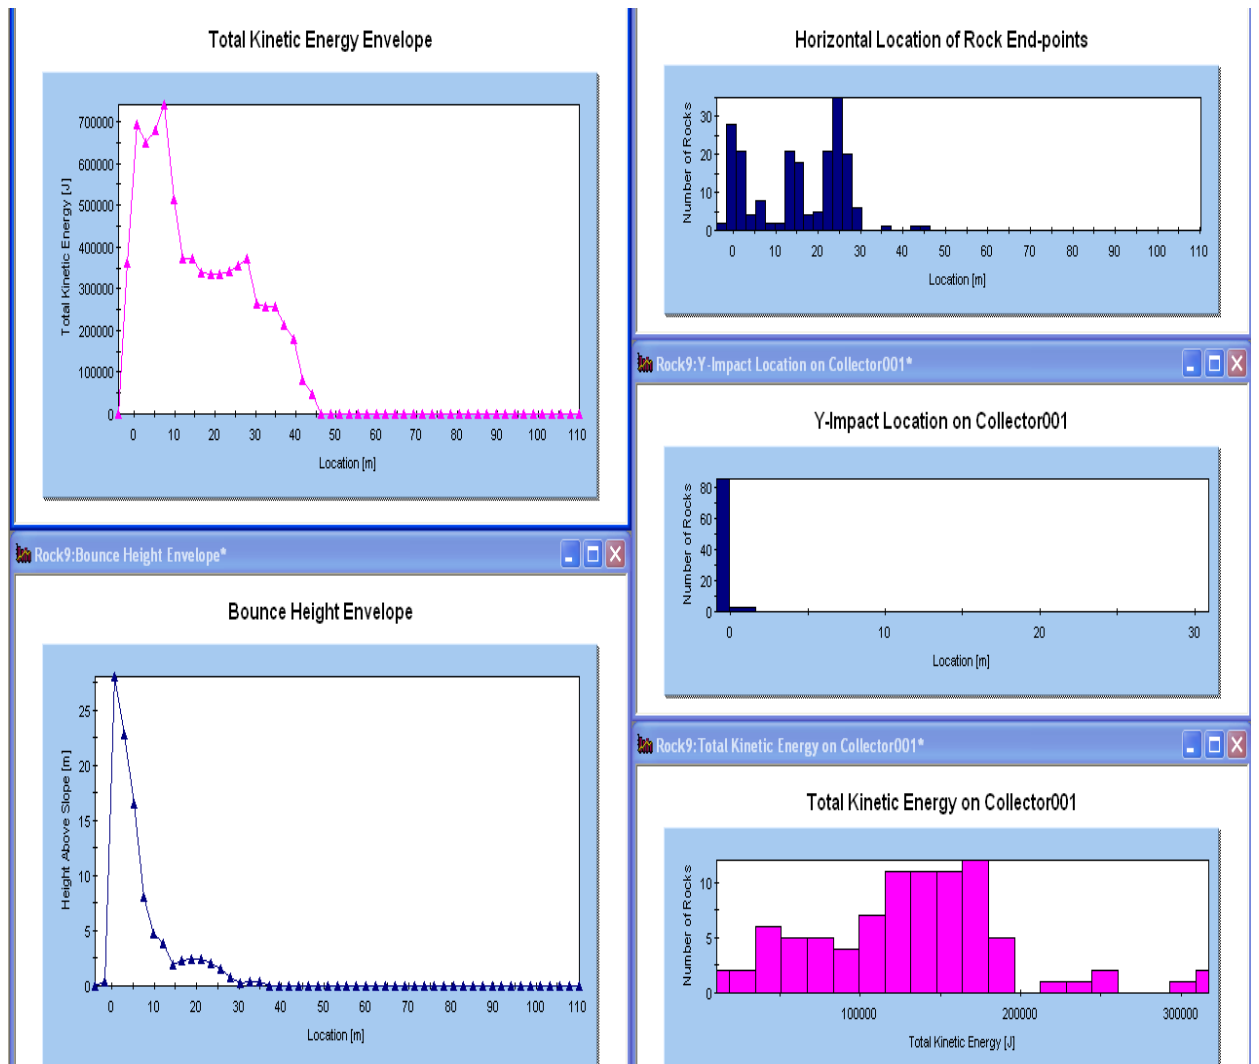 Total Kinetic Energy Envelope
700000
600000
500000
400000
300000
200000
100000
0
Total Kinetic Energy [J]
0 10 20 30 40 50 60 70 80 90 100 110
Location [m]
Rock9:Bounce Height Envelope*
Bounce Height Envelope
25
20
15
10
5
0
Height Above Slope [m]
0 10 20 30 40 50 60 70 80 90 100 110
Location [m]
Horizontal Location of Rock End-points
30
20
10
0
Number of Rocks
0 10 20 30 40 50 60 70 80 90 100 110
Location [m]
Rock9:Y-Impact Location on Collector001*
Y-Impact Location on Collector001
80
60
40
20
0
Number of Rocks
0 10 20 30
Location [m]
Rock9:Total Kinetic Energy on Collector001*
Total Kinetic Energy on Collector001
10
5
0
Number of Rocks
100000 200000 300000
Total Kinetic Energy [J]